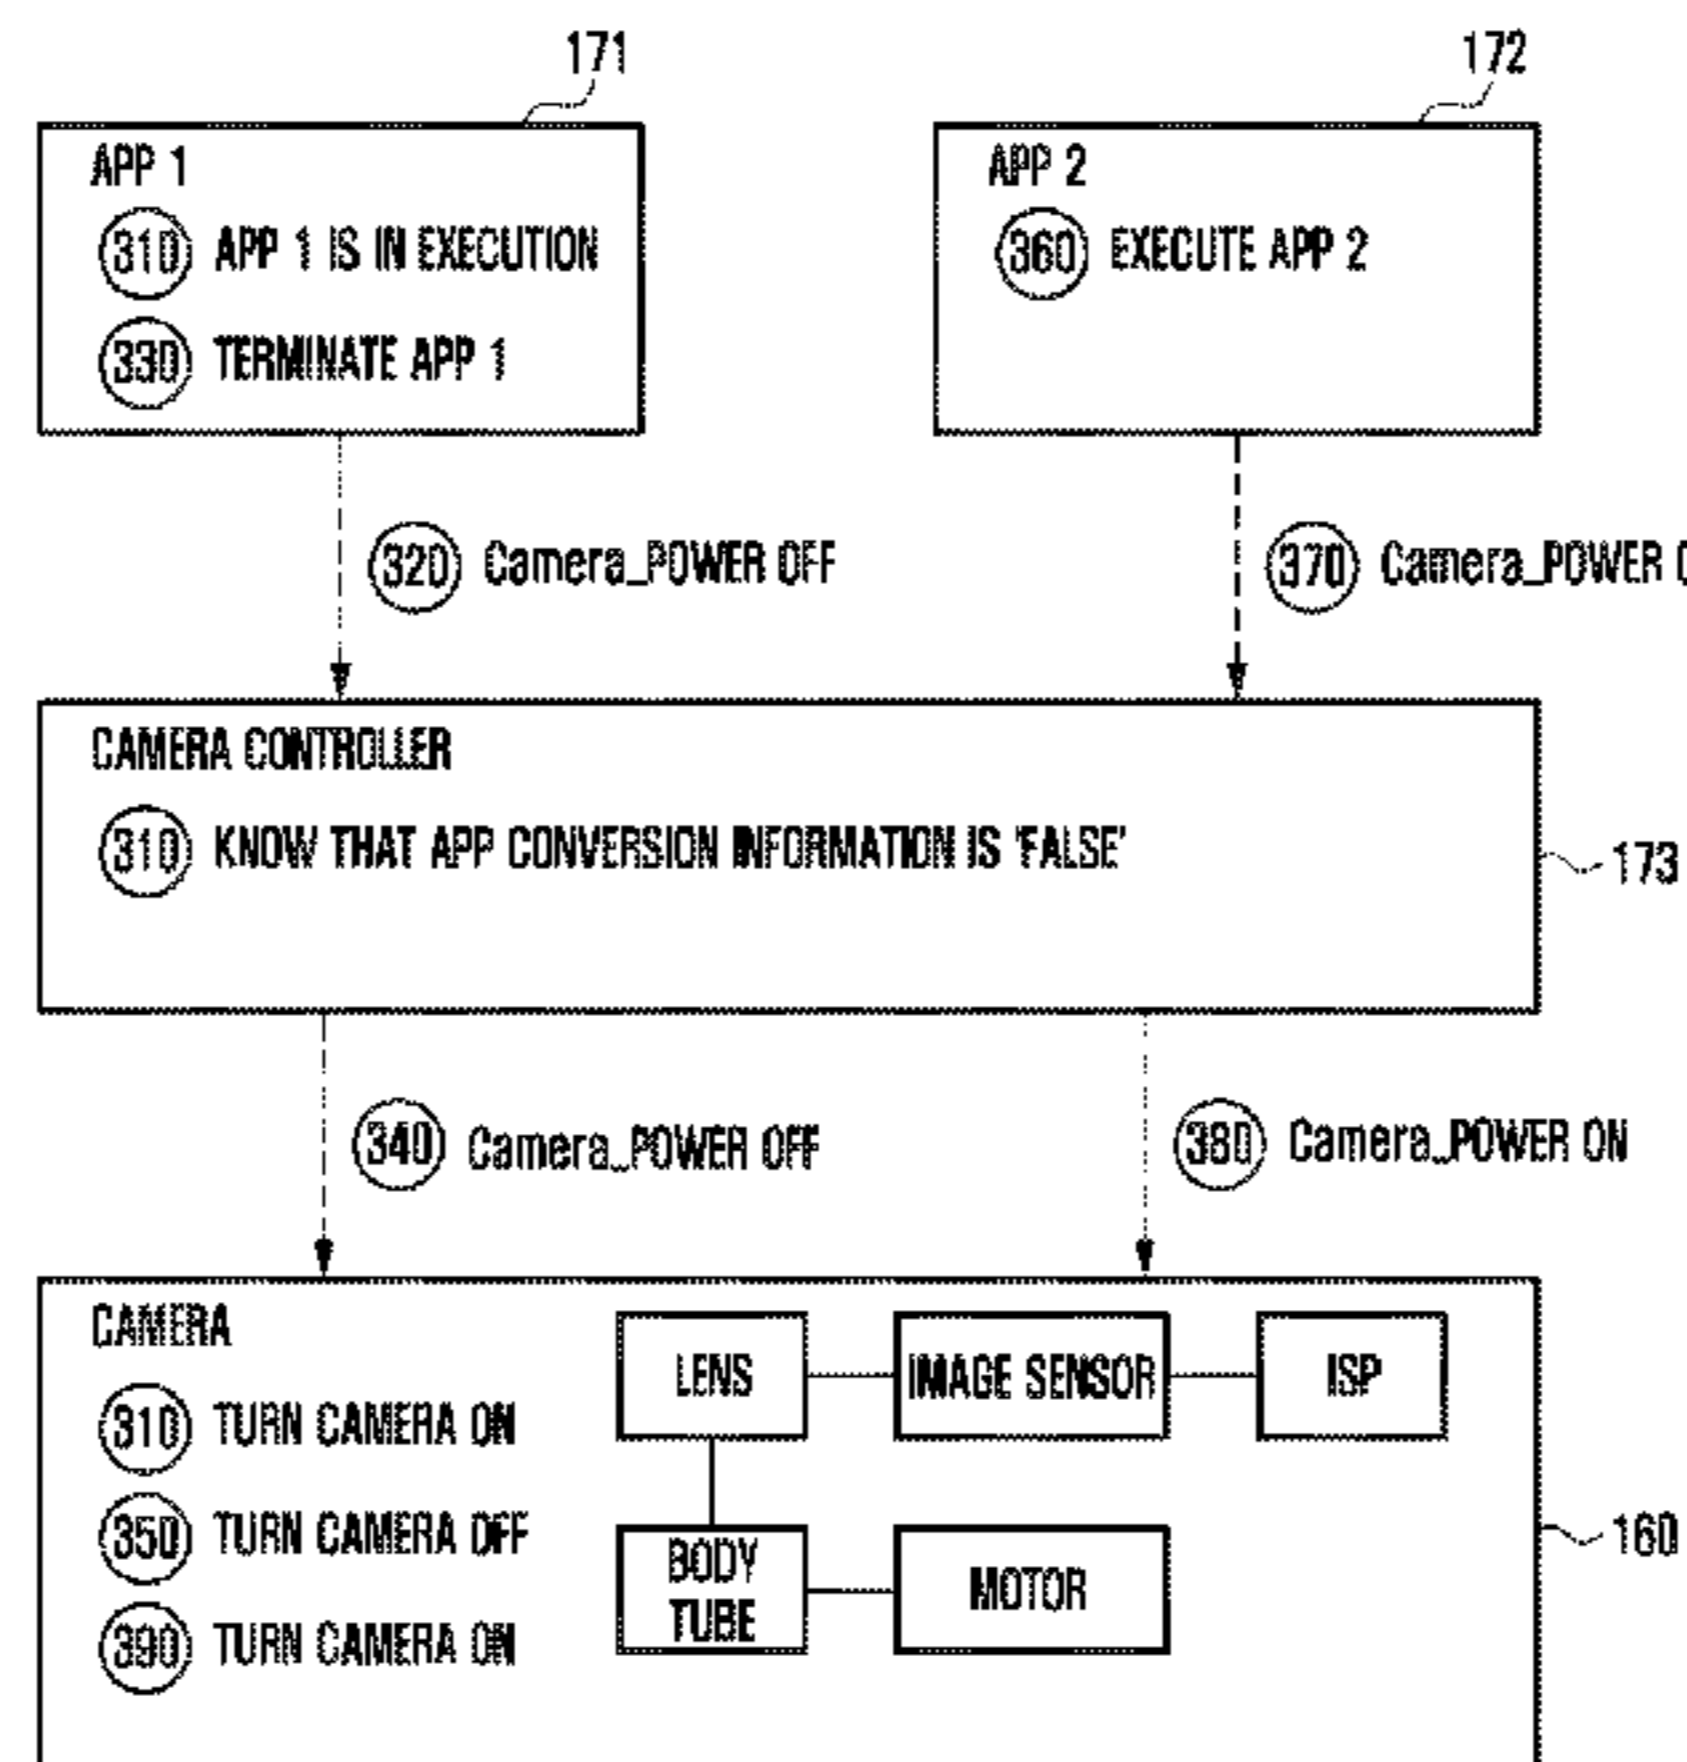 171
172
APP 1
310 APP 1 IS IN EXECUTION
330 TERMINATE APP 1
APP 2
360 EXECUTE APP 2
320 Camera_POWER OFF
370 Camera_POWER
CAMERA CONTROLLER
310 KNOW THAT APP CONVERSION INFORMATION IS 'FALSE'
173
340 Camera_POWER OFF
380 Camera_POWER ON
CAMERA
310 TURN CAMERA ON
350 TURN CAMERA OFF
390 TURN CAMERA ON
LENS
IMAGE SENSOR
ISP
BODY
TUBE
MOTOR
160